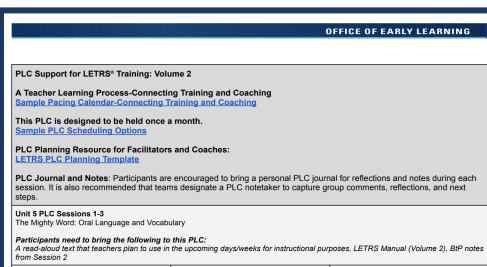 OFFICE OF EARLY LEARNING
PLC Support for LETRS® Training: Volume 2
A Teacher Learning Process-Connecting Training and Coaching
Sample Pacing Calendar-Connecting Training and Coaching
This PLC is designed to be held once a month.
Sample PLC Scheduling Options
PLC Planning Resource for Facilitators and Coaches:
LETRS PLC Planning Template
PLC Journal and Notes: Participants are encouraged to bring a personal PLC journal for reflections and notes during each
session. It is also recommended that teams designate a PLC notetaker to capture group comments, reflections, and next
steps.
Unit 5 PLC Sessions 1-3
The Mighty Word: Oral Language and Vocabulary
Participants need to bring the following to this PLC:
A read-aloud text that teachers plan to use in the upcoming days/weeks for instructional purposes, LETRS Manual (Volume 2), BtP notes
from Session 2